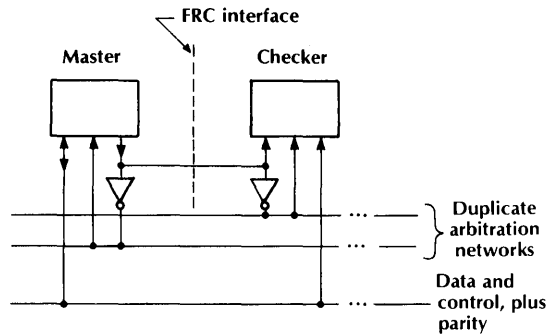 FRC interface
Master
Checker
...
Duplicate
arbitration
networks
...
Data and
control, plus
...
parity